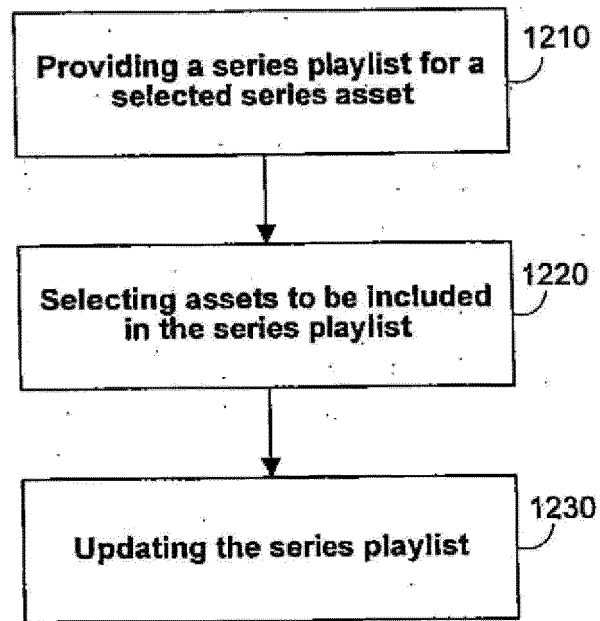 1210
Providing a series playlist for a
selected series asset
1220
Selecting assets to be included
in the series playlist
1230
Updating the series playlist